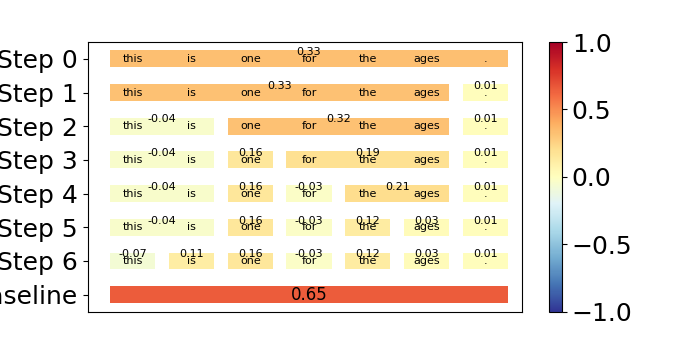 Step 0 this is one for the ages . 0.33
Step 1 this is one for the ages . 0.33 0.01
Step 2 this is one for the ages . -0.04 0.32 0.01
Step 3 this is one for the ages . -0.04 0.16 0.19 0.01
Step 4 this is one for the ages . -0.04 0.16 -0.03 0.21 0.01
Step 5 this is one for the ages . -0.04 0.16 -0.03 0.12 0.03 0.01
Step 6 this is one for the ages . -0.07 0.11 0.16 -0.03 0.12 0.03 0.01
aseline 0.65
1.0
0.5
0.0
−0.5
−1.0